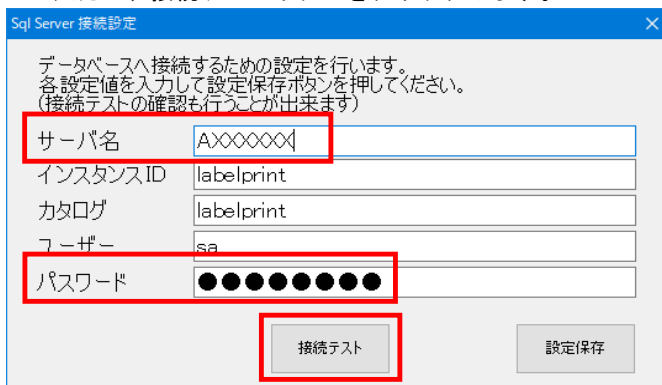 Sql Server 接続設定
データベースへ接続するための設定を行います。
各設定値を入力して設定保存ボタンを押してください。
(接続テストの確認も行うことが出来ます)
サーバ名 AXXXXXX
インスタンスID labelprint
カタログ labelprint
ユーザー sa
パスワード ●●●●●●●●
接続テスト 設定保存